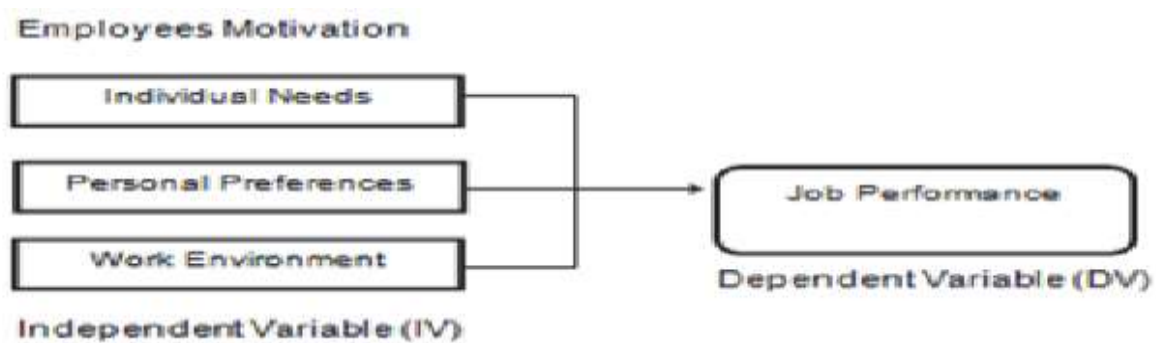 Employees Motivation
Individual Needs
Personal Preferences
Work Environment
Independent Variable (IV)
Job Performance
Dependent Variable (DV)